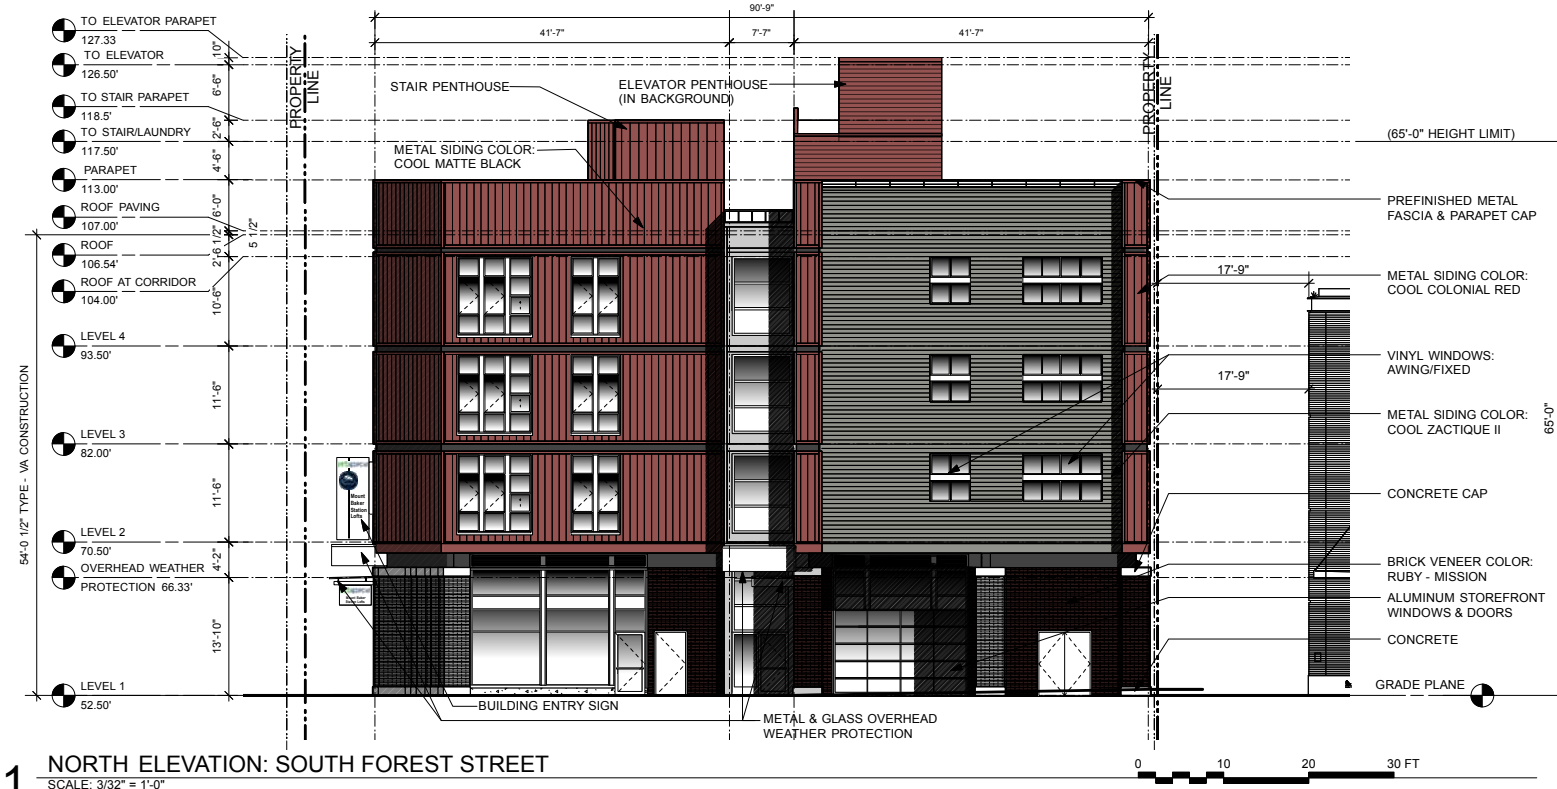 90'-9"
41'-7"
7'-7"
41'-7"
TO ELEVATOR PARAPET
127.33
TO ELEVATOR
126.50'
TO STAIR PARAPET
118.5'
TO STAIR/LAUNDRY
117.50'
PARAPET
113.00'
ROOF PAVING
107.00'
ROOF
106.54'
ROOF AT CORRIDOR
104.00'
LEVEL 4
93.50'
LEVEL 3
82.00'
LEVEL 2
70.50'
OVERHEAD WEATHER
PROTECTION 66.33'
LEVEL 1
52.50'
10"
6'-6"
2'-6"
4'-6"
6'-0"
5 1/2"
2'-6 1/2"
10'-6"
11'-6"
11'-6"
4'-2"
13'-10"
54'-0 1/2" TYPE - VA CONSTRUCTION
PROPERTY
LINE
STAIR PENTHOUSE
ELEVATOR PENTHOUSE
(IN BACKGROUND)
METAL SIDING COLOR:
COOL MATTE BLACK
PROPERTY
LINE
Mount
Baker
Station
Lofts
Mount Baker
Station Lofts
BUILDING ENTRY SIGN
METAL & GLASS OVERHEAD
WEATHER PROTECTION
(65'-0" HEIGHT LIMIT)
PREFINISHED METAL
FASCIA & PARAPET CAP
17'-9"
METAL SIDING COLOR:
COOL COLONIAL RED
VINYL WINDOWS:
AWING/FIXED
17'-9"
METAL SIDING COLOR:
COOL ZACTIQUE II
65'-0"
CONCRETE CAP
BRICK VENEER COLOR:
RUBY - MISSION
ALUMINUM STOREFRONT
WINDOWS & DOORS
CONCRETE
GRADE PLANE
1
NORTH ELEVATION: SOUTH FOREST STREET
SCALE: 3/32" = 1'-0"
0 10 20 30 FT